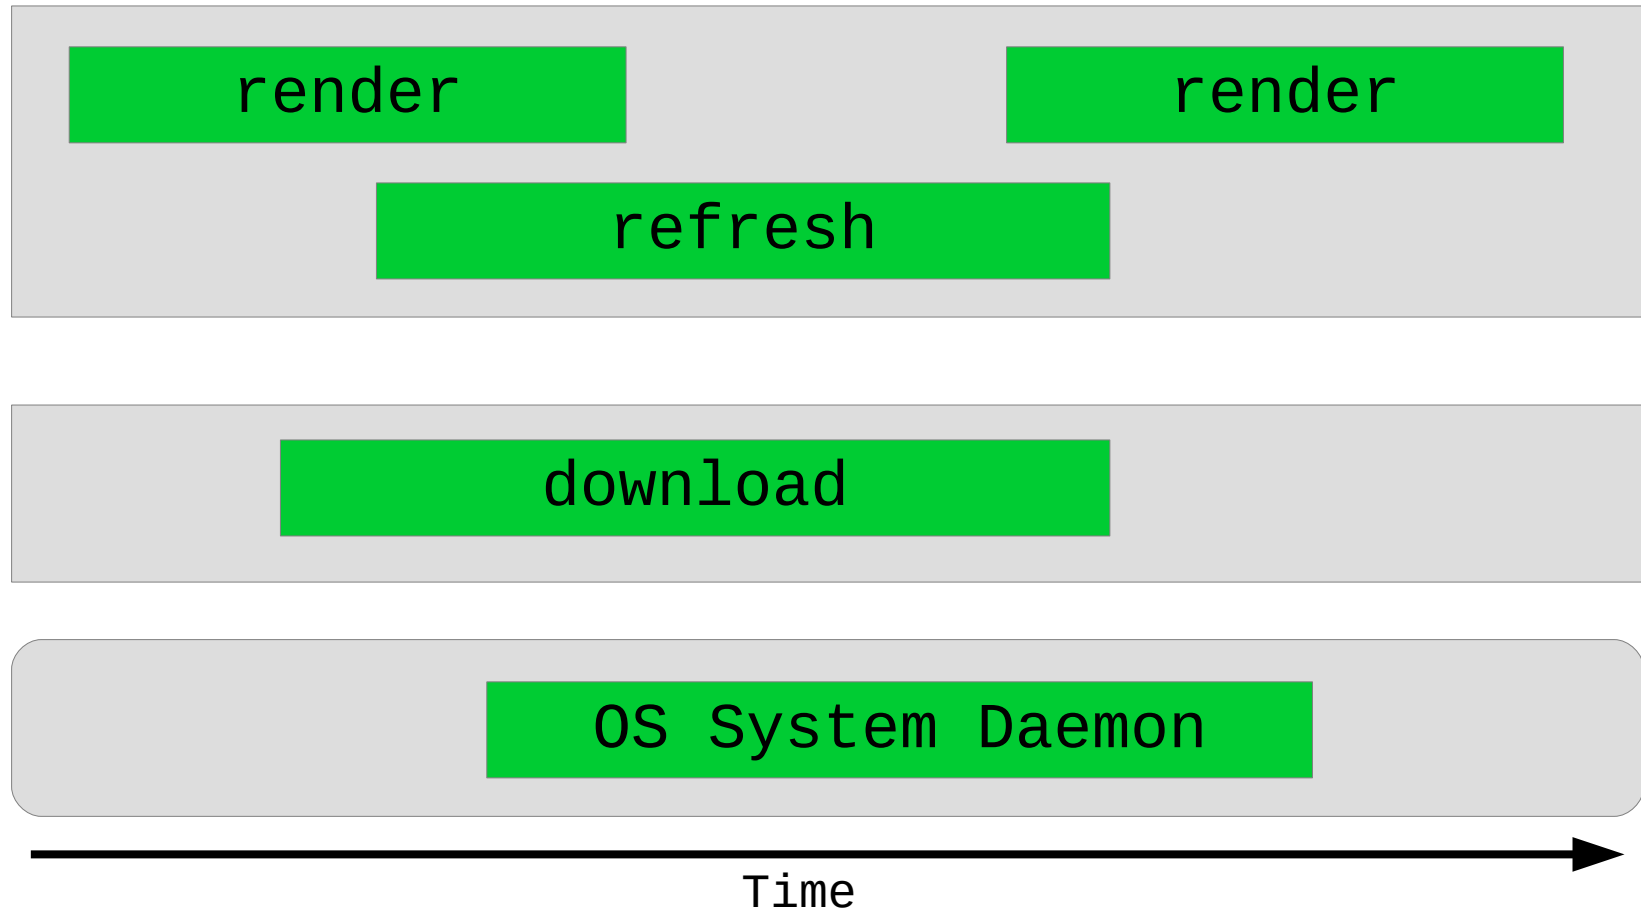 render
render
refresh
download
OS System Daemon
Time